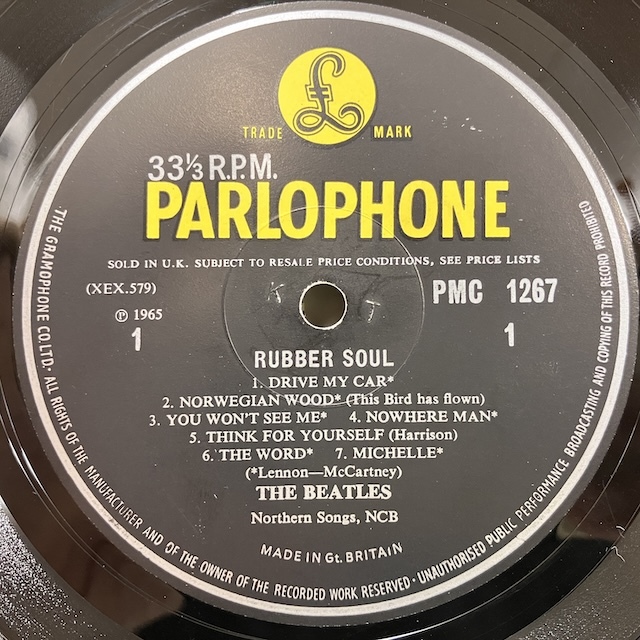 £
TRADE MARK
33⅓ R.P.M.
PARLOPHONE
SOLD IN U.K. SUBJECT TO RESALE PRICE CONDITIONS, SEE PRICE LISTS
(XEX.579)
PMC 1267
Ⓟ 1965
1
1
K T
RUBBER SOUL
1. DRIVE MY CAR*
2. NORWEGIAN WOOD* (This Bird has flown)
3. YOU WON'T SEE ME* 4. NOWHERE MAN*
5. THINK FOR YOURSELF (Harrison)
6. THE WORD* 7. MICHELLE*
(*Lennon—McCartney)
THE BEATLES
Northern Songs, NCB
MADE IN Gt. BRITAIN
THE GRAMOPHONE CO. LTD. ALL RIGHTS OF THE MANUFACTURER AND OF THE OWNER OF THE RECORDED WORK RESERVED · UNAUTHORISED PUBLIC PERFORMANCE BROADCASTING AND COPYING OF THIS RECORD PROHIBITED